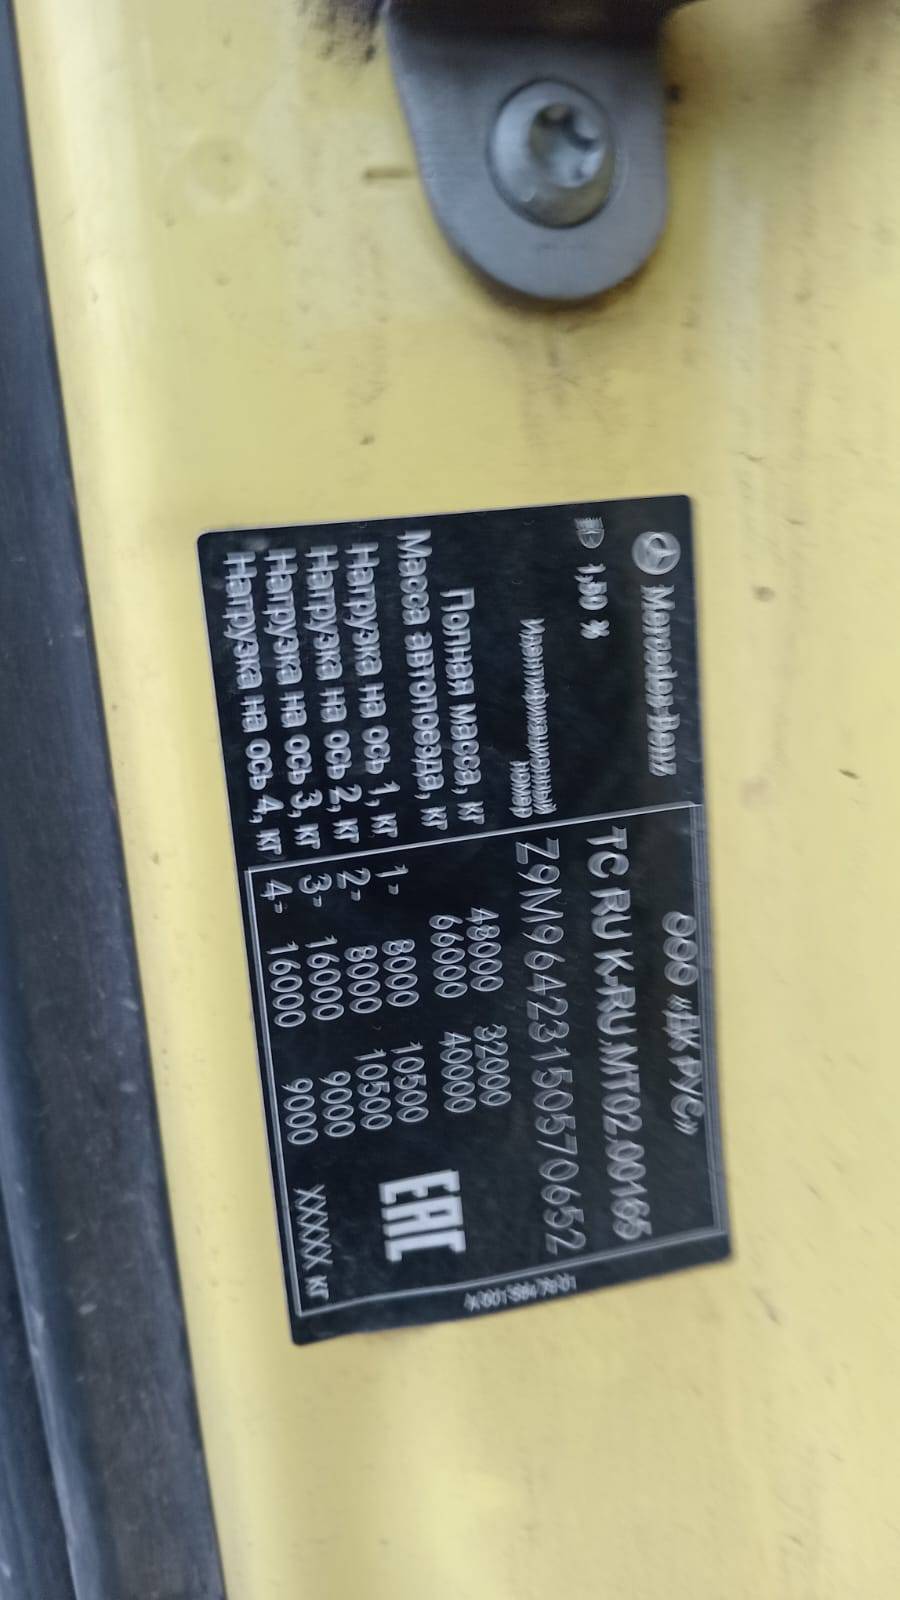 Mercedes-Benz
ООО «ДК РУС»
TC RU K-RU.MT02.00165
1,50 %
Идентификационный
номер
Z9M96423150570652
Полная масса, кг 48000 32000
Масса автопоезда, кг 66000 40000
Нагрузка на ось 1, кг 1- 8000 10500
Нагрузка на ось 2, кг 2- 8000 10500
Нагрузка на ось 3, кг 3- 16000 9000
Нагрузка на ось 4, кг 4- 16000 9000 XXXXX кг
EAC